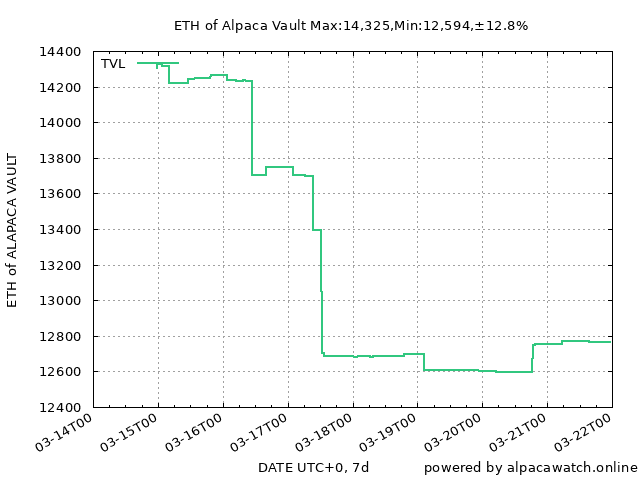 ETH of Alpaca Vault Max:14,325,Min:12,594,±12.8%
TVL
14400
14200
14000
13800
13600
13400
13200
13000
12800
12600
12400
ETH of ALAPACA VAULT
03-14T00
03-15T00
03-16T00
03-17T00
03-18T00
03-19T00
03-20T00
03-21T00
03-22T00
DATE UTC+0, 7d
powered by alpacawatch.online